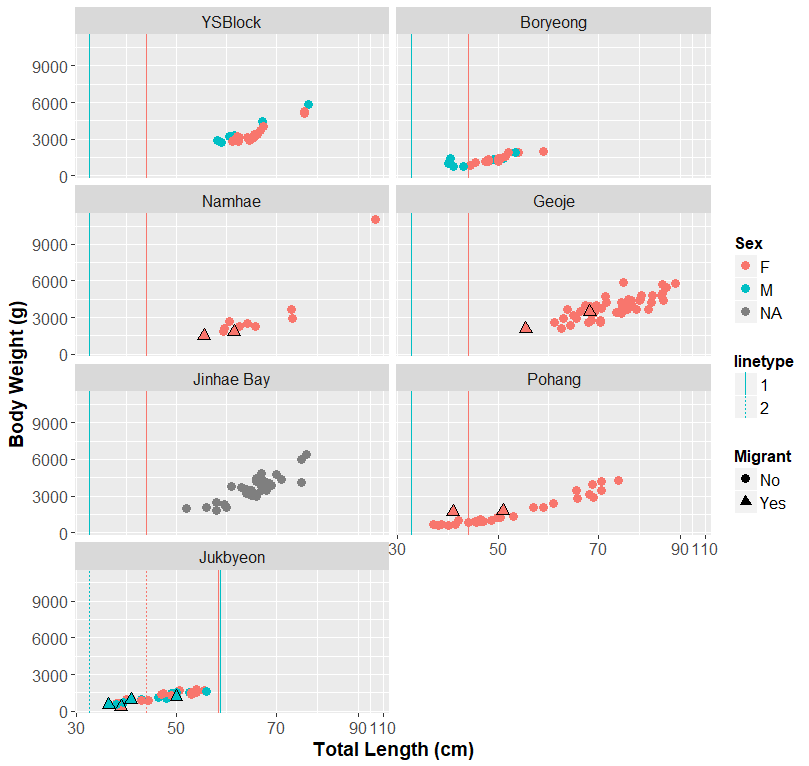 YSBlock Boryeong
9000
6000
3000
0
Namhae Geoje
9000
6000
3000
0
Jinhae Bay Pohang
9000
6000
3000
0
30 50 70 90 110
Jukbyeon
9000
6000
3000
0
30 50 70 90 110
Total Length (cm)
Body Weight (g)
Sex
F
M
NA
linetype
1
2
Migrant
No
Yes